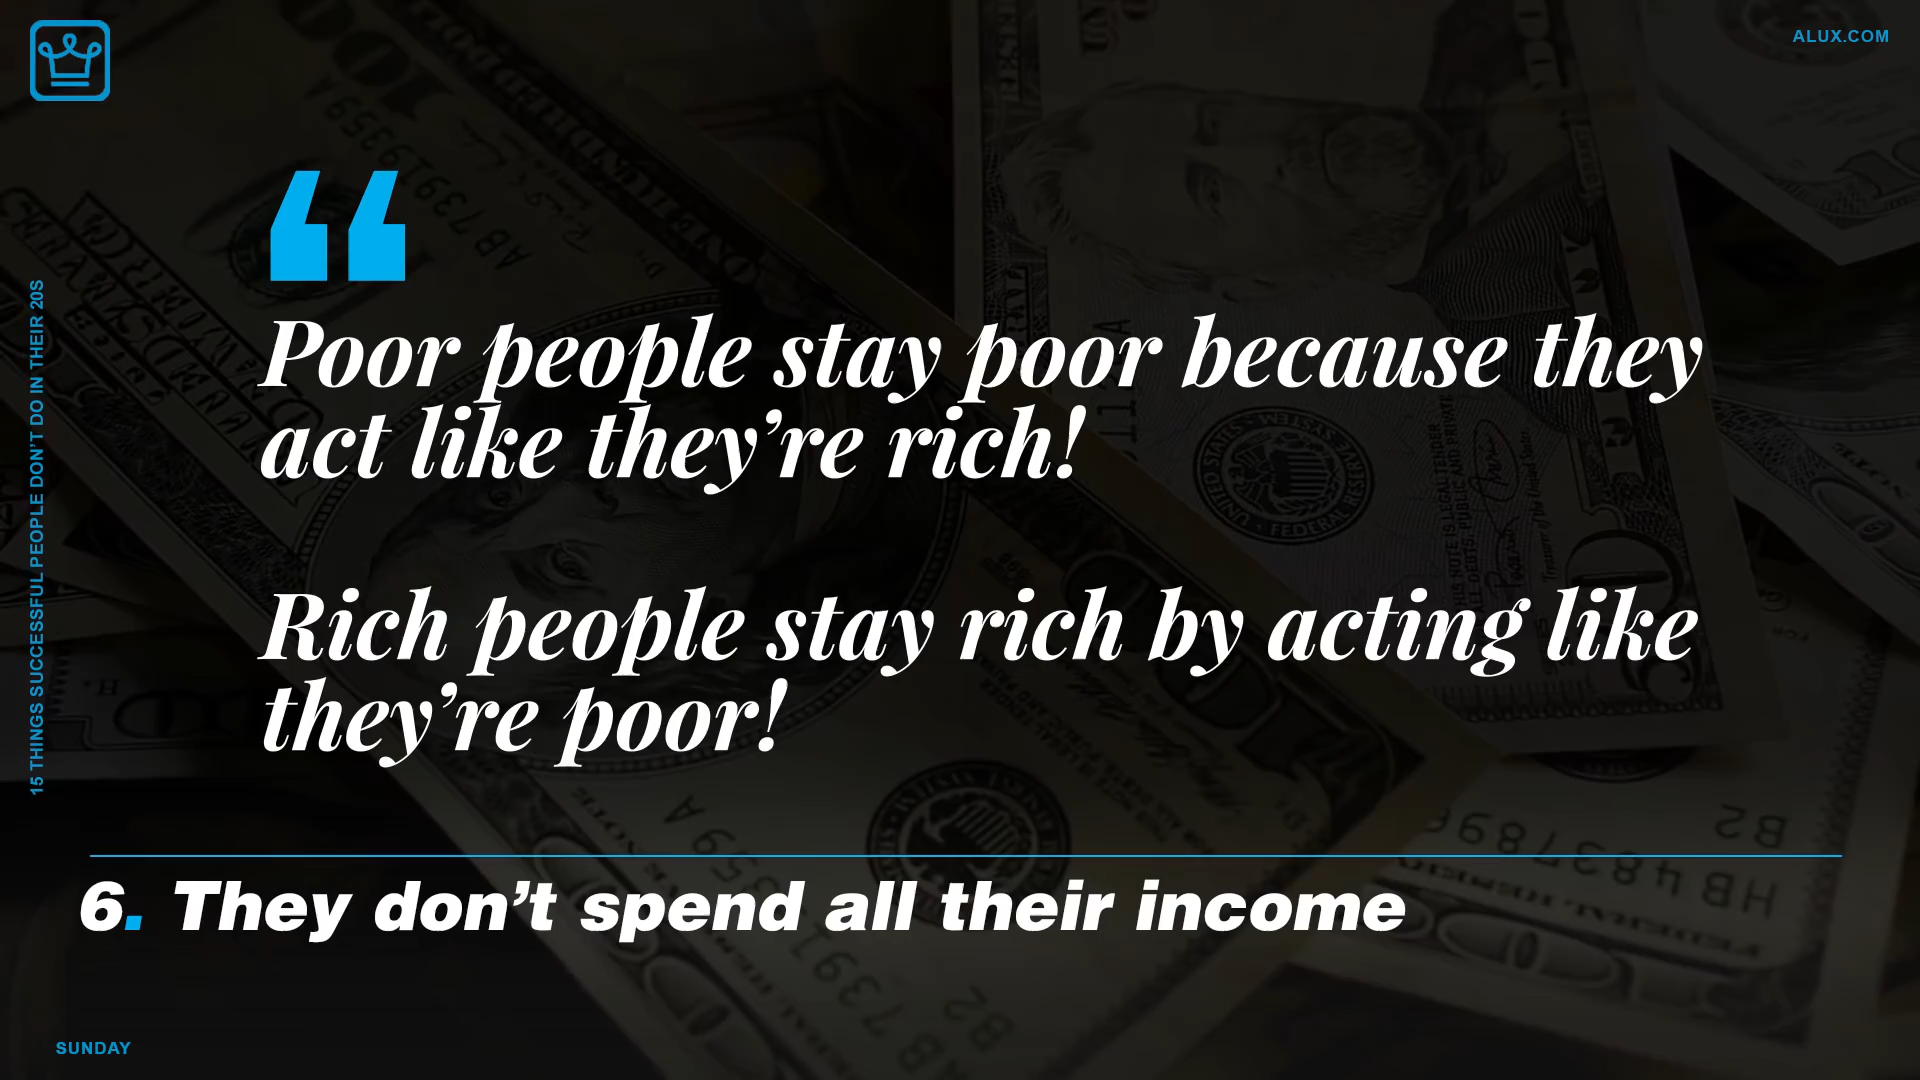 ALUX.COM
15 THINGS SUCCESSFUL PEOPLE DON'T DO IN THEIR 20S
Poor people stay poor because they
act like they’re rich!
Rich people stay rich by acting like
they’re poor!
6. They don’t spend all their income
SUNDAY